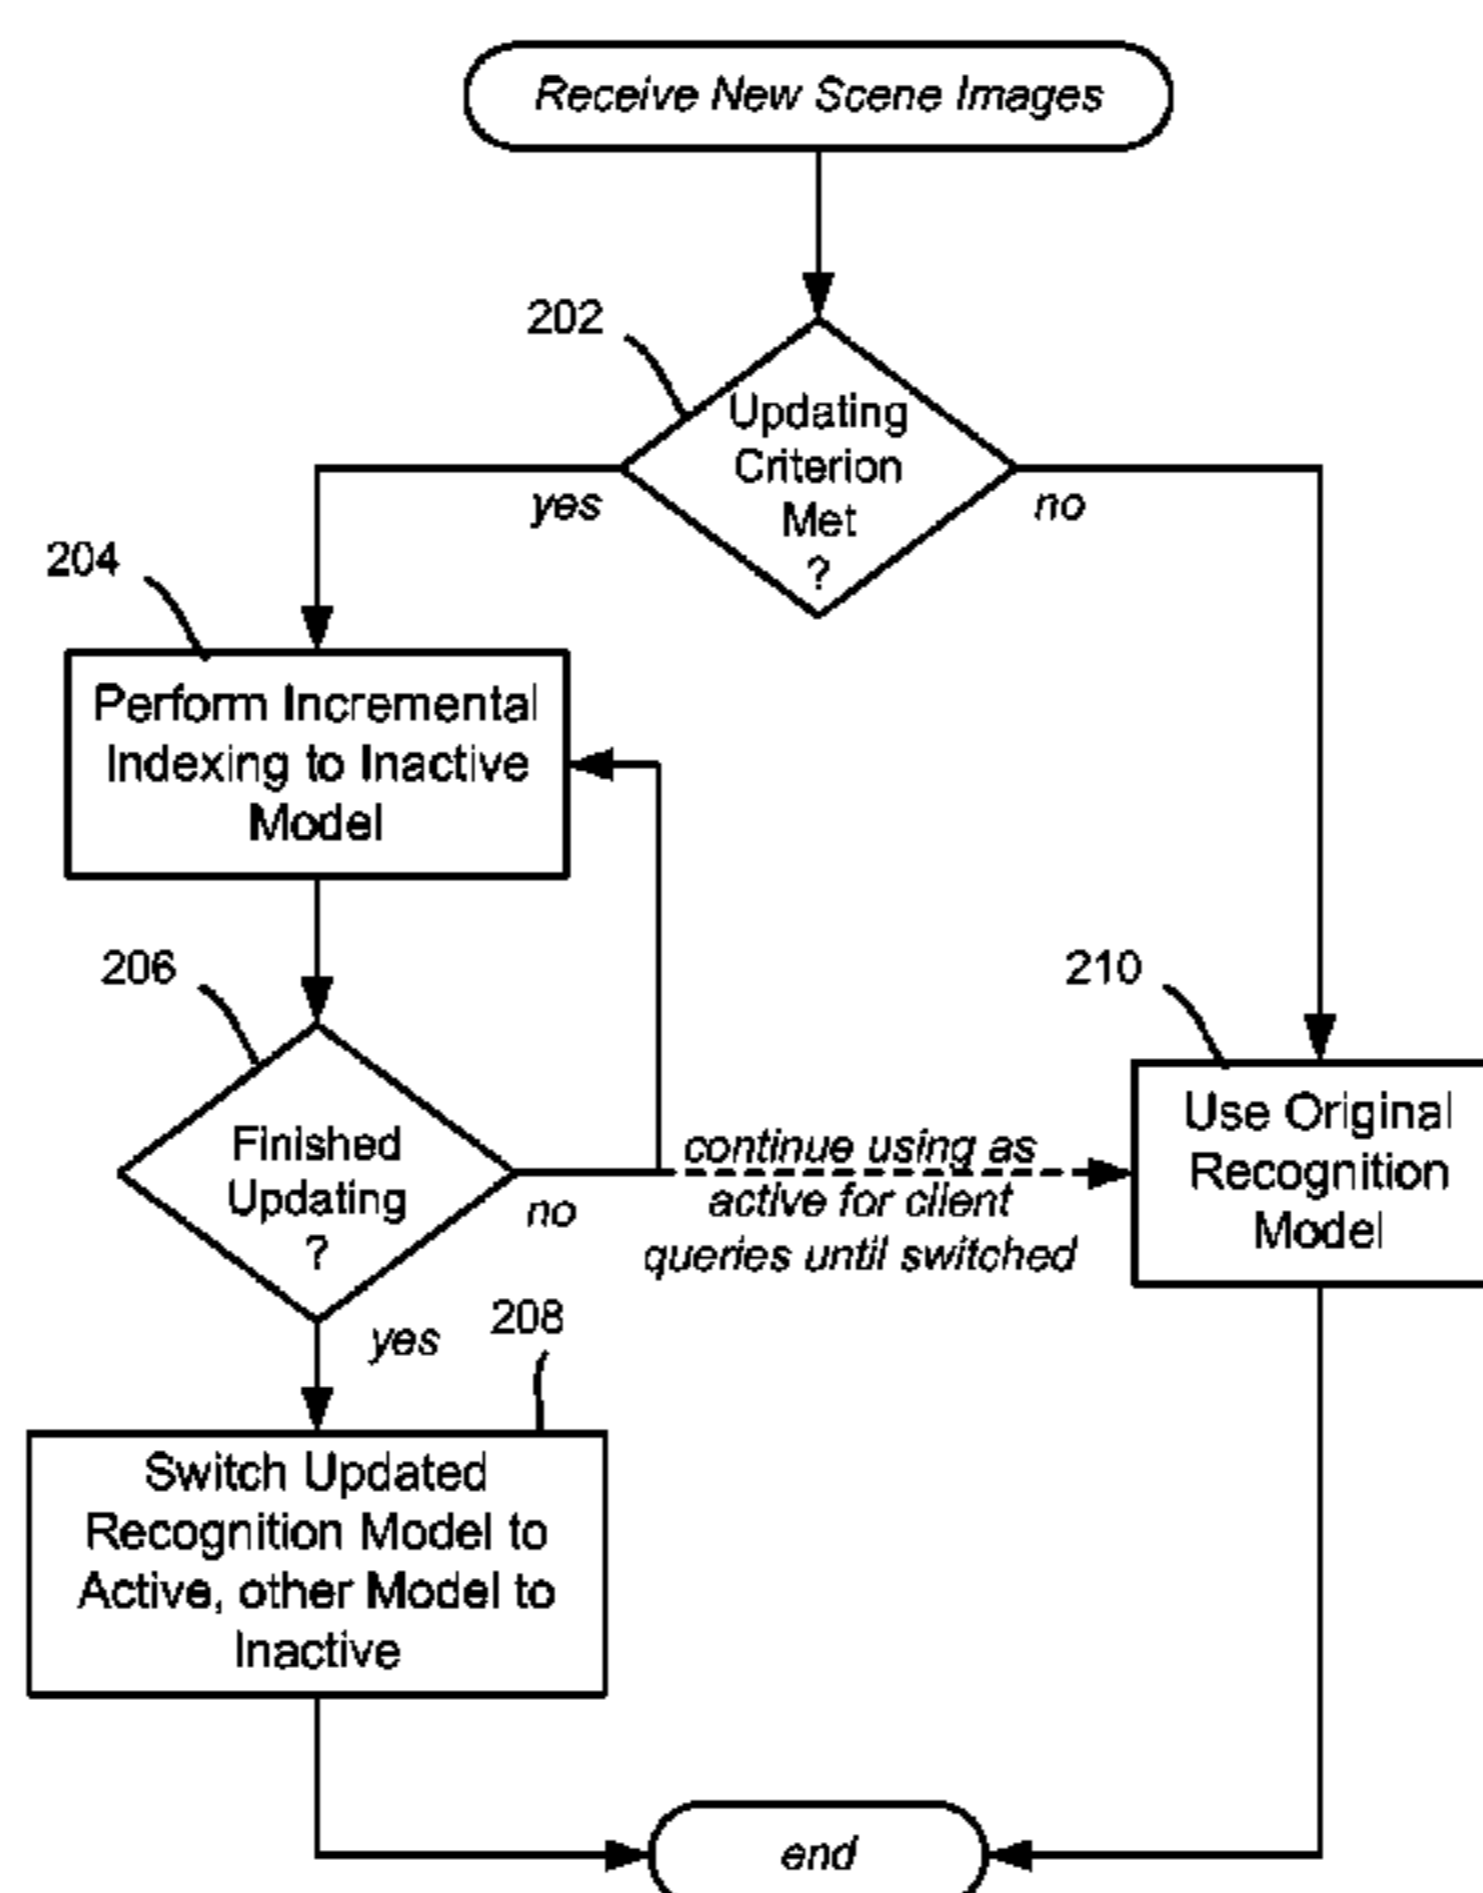 Receive New Scene Images
202
Updating
Criterion
Met
?
yes
no
204
Perform Incremental
Indexing to Inactive
Model
206
Finished
Updating
?
no
continue using as
active for client
queries until switched
210
Use Original
Recognition
Model
yes
208
Switch Updated
Recognition Model to
Active, other Model to
Inactive
end